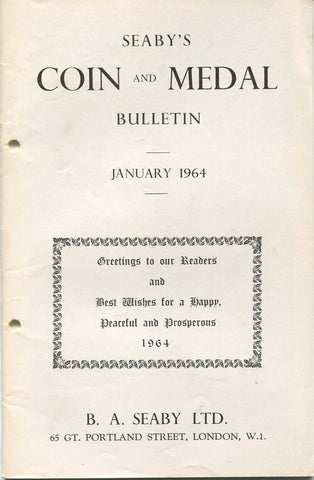 SEABY'S
COIN AND MEDAL
BULLETIN
JANUARY 1964
Greetings to our Readers
and
Best Wishes for a Happy,
Peaceful and Prosperous
1964
B. A. SEABY LTD.
65 GT. PORTLAND STREET, LONDON, W.1.